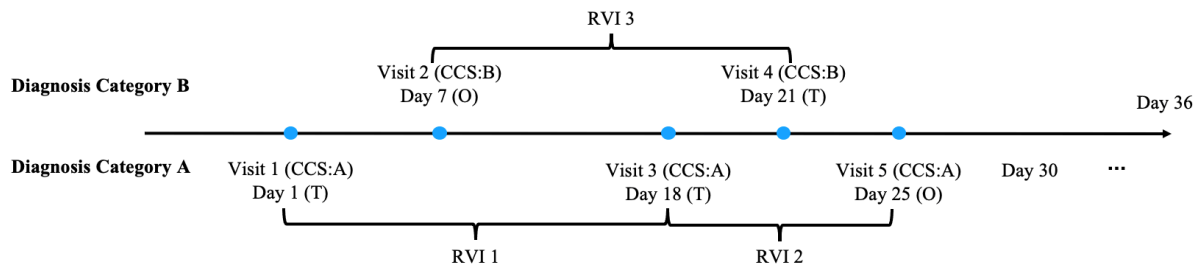 RVI 3
Diagnosis Category B
Visit 2 (CCS:B)
Day 7 (O)
Visit 4 (CCS:B)
Day 21 (T)
Day 36
Diagnosis Category A
Visit 1 (CCS:A)
Day 1 (T)
Visit 3 (CCS:A)
Day 18 (T)
Visit 5 (CCS:A)
Day 25 (O)
Day 30
...
RVI 1
RVI 2